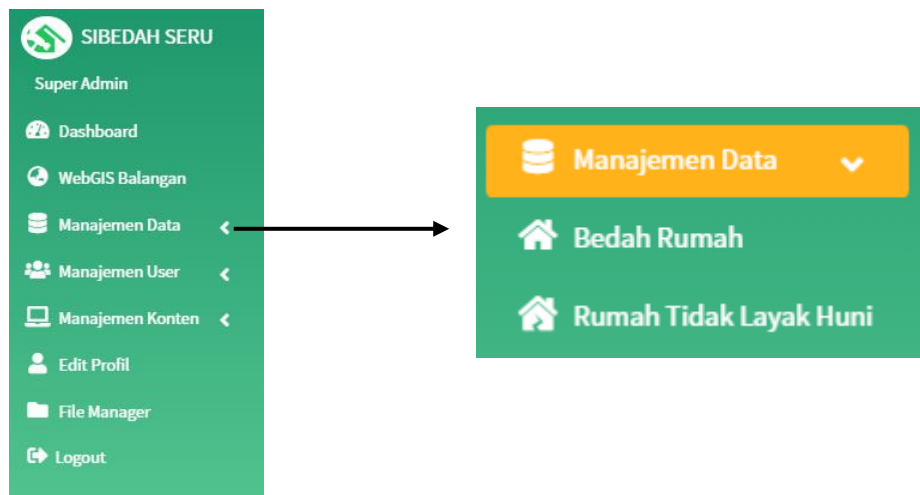 SIBEDAH SERU
Super Admin
Dashboard
WebGIS Balangan
Manajemen Data
Manajemen User
Manajemen Konten
Edit Profil
File Manager
Logout
Manajemen Data
Bedah Rumah
Rumah Tidak Layak Huni